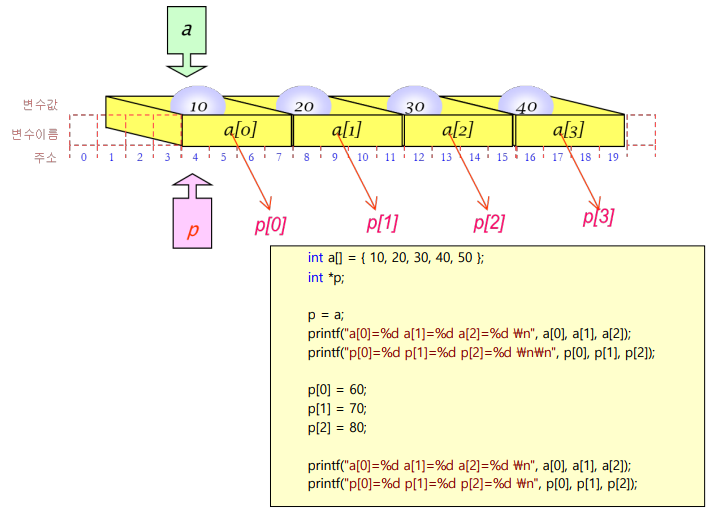 a
변수값
10 20 30 40
변수이름
a[0] a[1] a[2] a[3]
주소
0 1 2 3 4 5 6 7 8 9 10 11 12 13 14 15 16 17 18 19
p
p[0] p[1] p[2] p[3]
int a[] = { 10, 20, 30, 40, 50 };
int *p;
p = a;
printf("a[0]=%d a[1]=%d a[2]=%d ₩n", a[0], a[1], a[2]);
printf("p[0]=%d p[1]=%d p[2]=%d ₩n₩n", p[0], p[1], p[2]);
p[0] = 60;
p[1] = 70;
p[2] = 80;
printf("a[0]=%d a[1]=%d a[2]=%d ₩n", a[0], a[1], a[2]);
printf("p[0]=%d p[1]=%d p[2]=%d ₩n", p[0], p[1], p[2]);